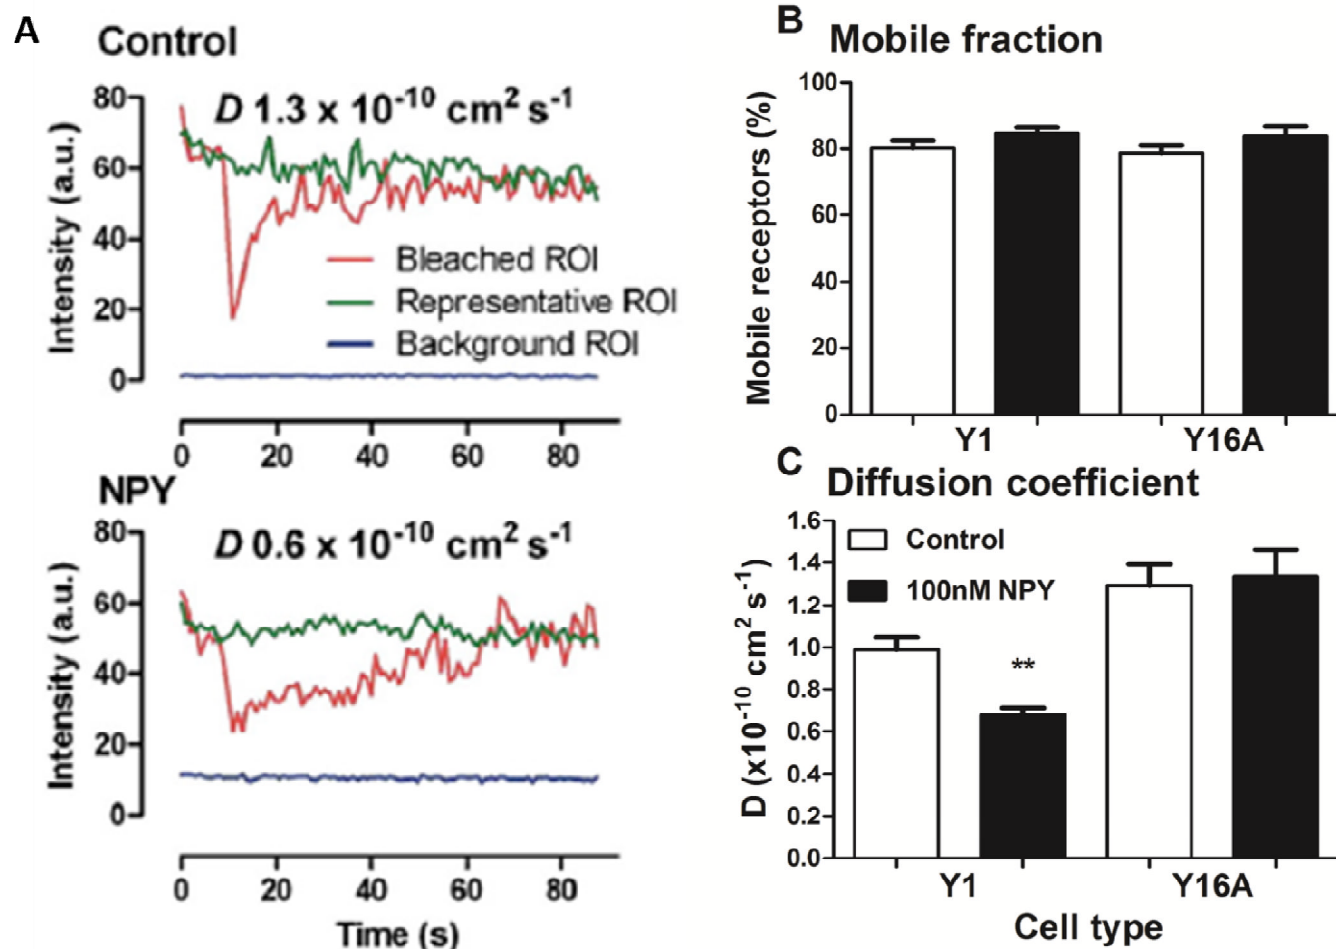 A
Control
80
60
40
20
0
Intensity (a.u.)
D 1.3 x 10⁻¹⁰ cm² s⁻¹
Bleached ROI
Representative ROI
Background ROI
0 20 40 60 80
NPY
80
60
40
20
0
Intensity (a.u.)
D 0.6 x 10⁻¹⁰ cm² s⁻¹
0 20 40 60 80
Time (s)
B
Mobile fraction
100
80
60
40
20
0
Mobile receptors (%)
Y1 Y16A
C
Diffusion coefficient
1.6
1.4
1.2
1.0
0.8
0.6
0.4
0.2
0.0
D (x10⁻¹⁰ cm² s⁻¹)
Control
100nM NPY
**
Y1 Y16A
Cell type